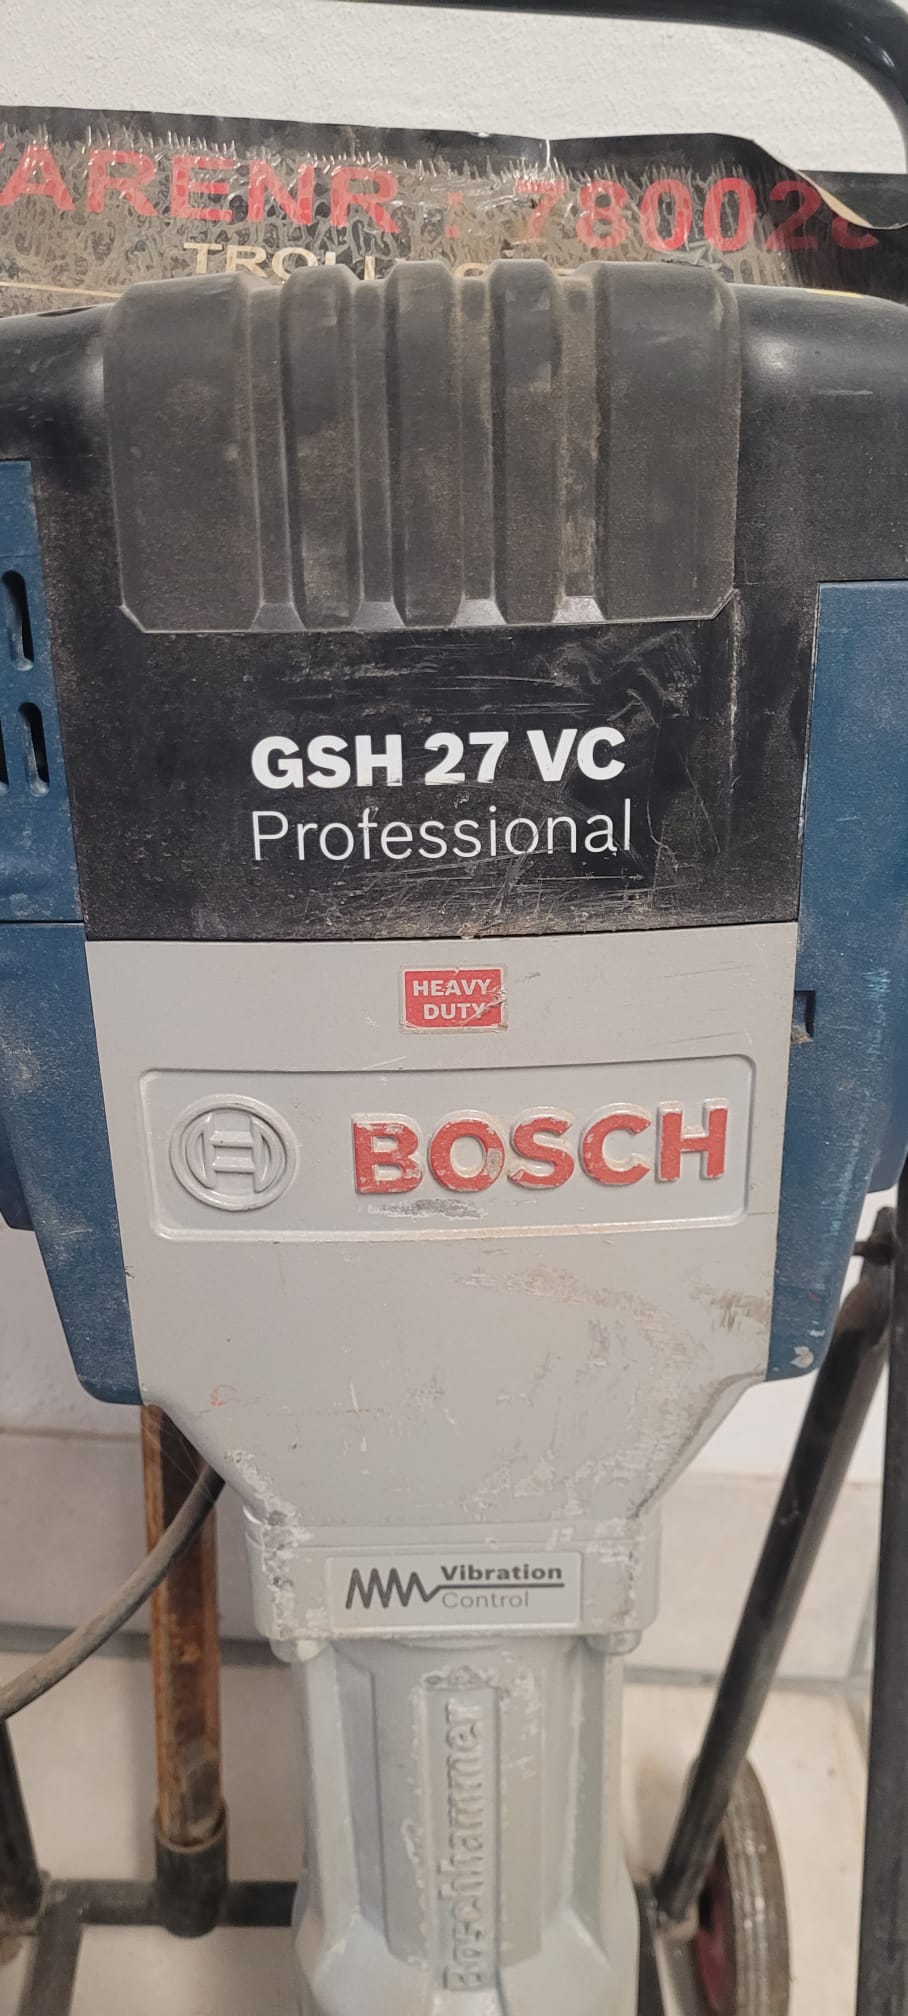 ARENR : 78002
GSH 27 VC
Professional
HEAVY
DUTY
BOSCH
Vibration
Control
Boschhammer